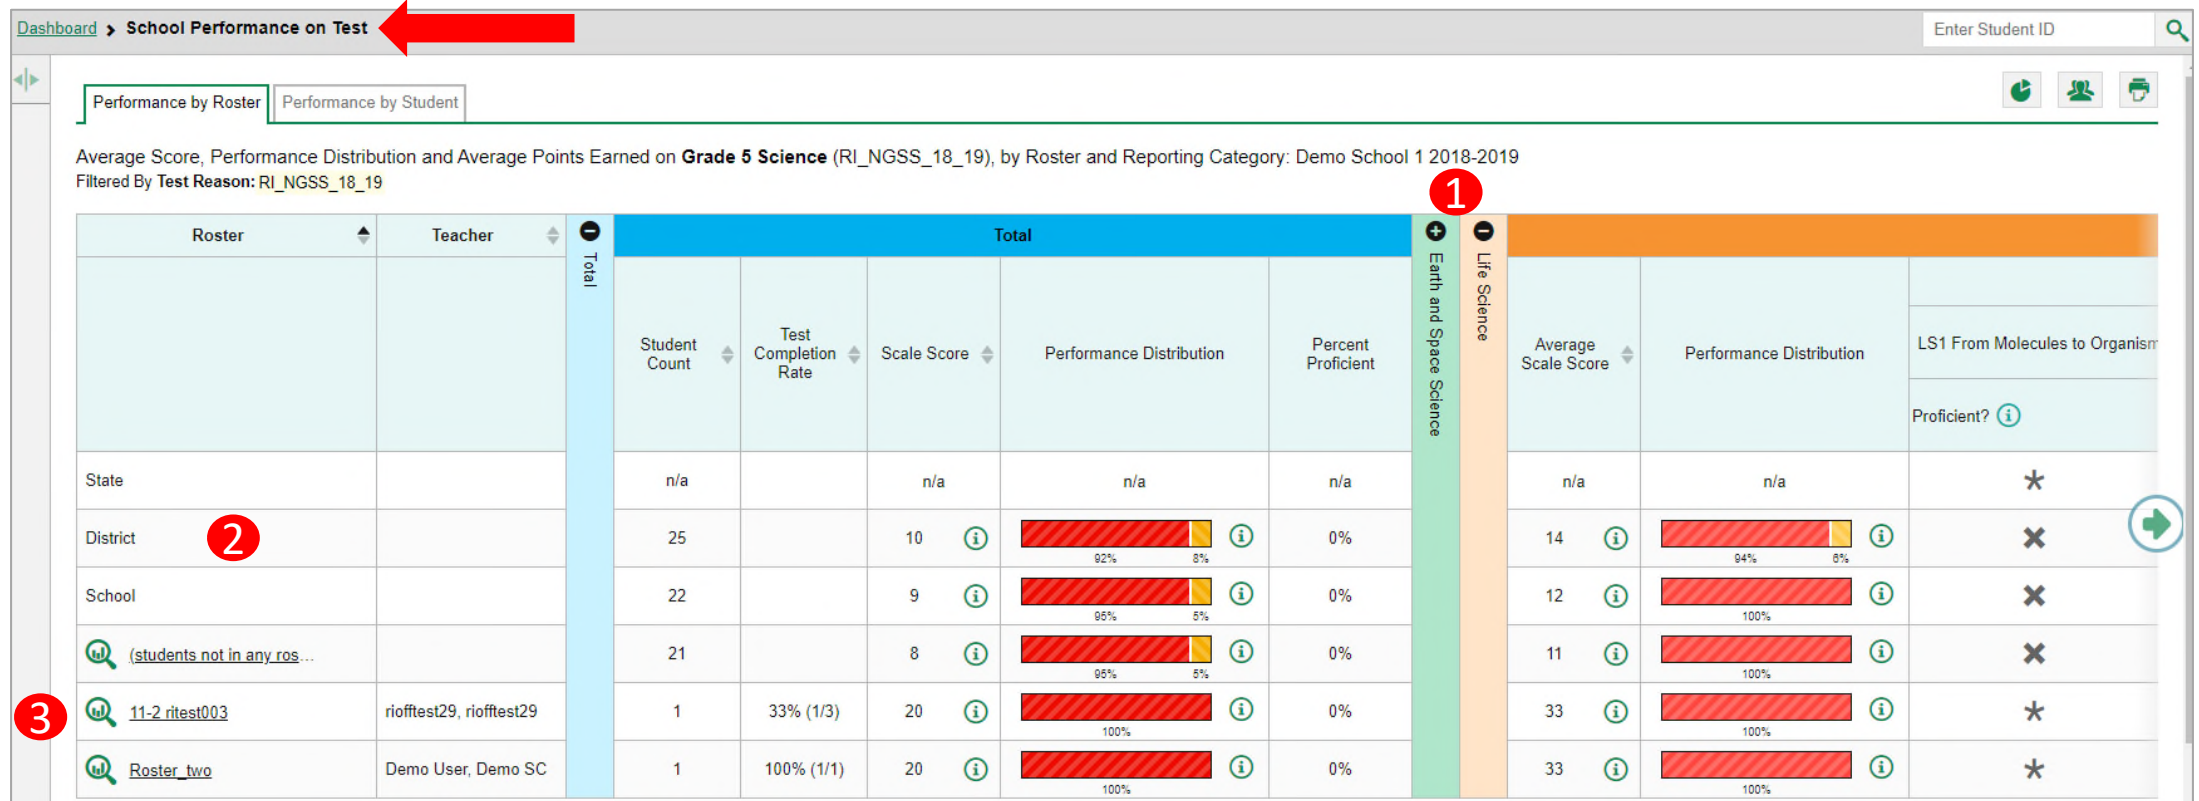 Dashboard > School Performance on Test
Enter Student ID
Performance by Roster
Performance by Student
Average Score, Performance Distribution and Average Points Earned on Grade 5 Science (RI_NGSS_18_19), by Roster and Reporting Category: Demo School 1 2018-2019
Filtered By Test Reason: RI_NGSS_18_19
1
Roster Teacher Total Total Earth and Space Science Life Science
Student Count
Test Completion Rate
Scale Score
Performance Distribution
Percent Proficient
Average Scale Score
Performance Distribution
LS1 From Molecules to Organism
Proficient?
State n/a n/a n/a n/a n/a n/a *
District 2 25 10 92% 8% 0% 14 94% 6%
School 22 9 95% 5% 0% 12 100%
(students not in any ros... 21 8 95% 5% 0% 11 100%
3 11-2 ritest003 riofftest29, riofftest29 1 33% (1/3) 20 100% 0% 33 100% *
Roster_two Demo User, Demo SC 1 100% (1/1) 20 100% 0% 33 100% *